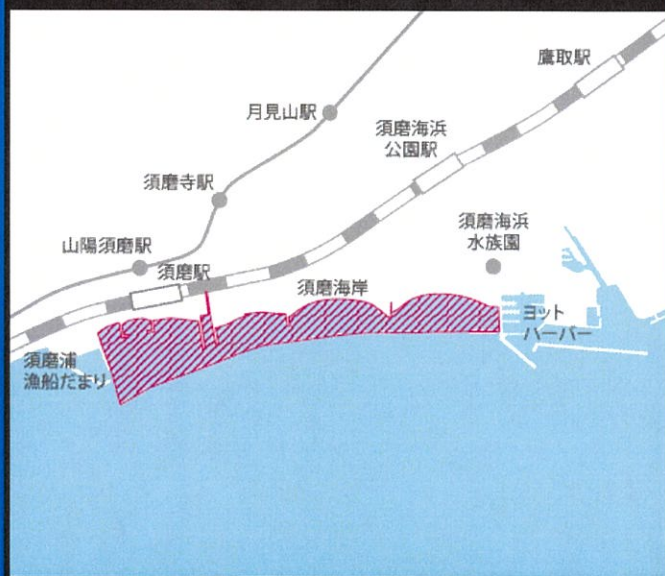 鷹取駅
月見山駅
須磨海浜
公園駅
須磨寺駅
須磨海浜
水族園
山陽須磨駅
須磨駅
須磨海岸
ヨット
ハーバー
須磨浦
漁船だまり